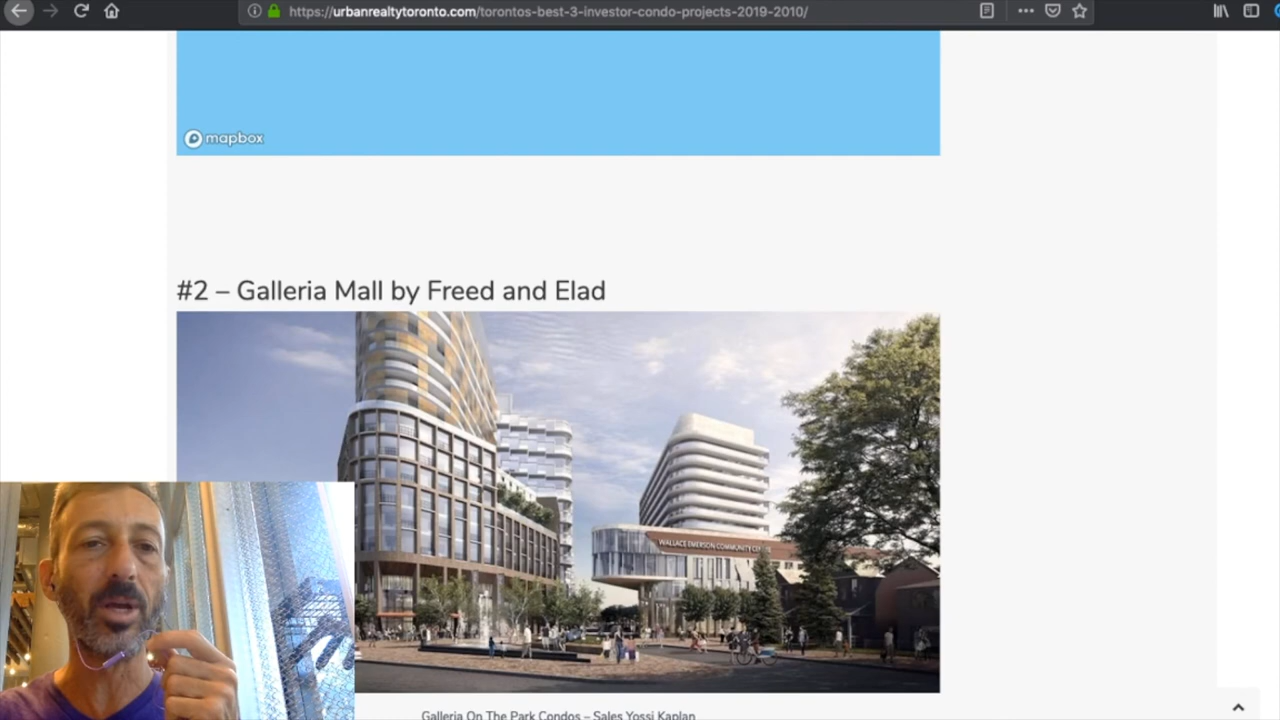 https://urbanrealtytoronto.com/torontos-best-3-investor-condo-projects-2019-2010/
mapbox
#2 – Galleria Mall by Freed and Elad
WALLACE EMERSON COMMUNITY CENTRE
Galleria On The Park Condos – Sales Yossi Kaplan